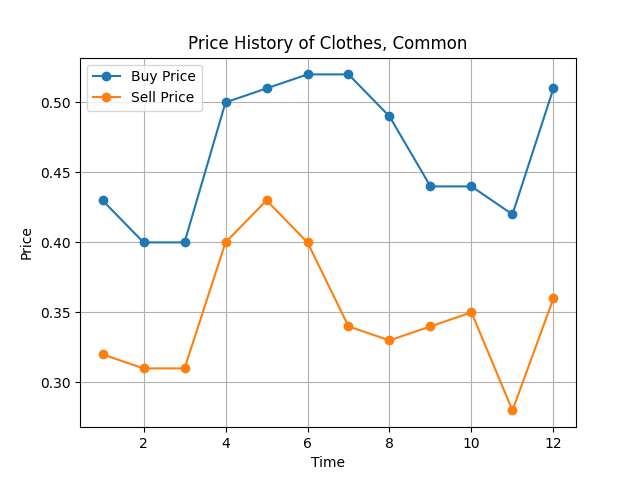 Price History of Clothes, Common
Buy Price
Sell Price
0.50
0.45
0.40
0.35
0.30
Price
2 4 6 8 10 12
Time